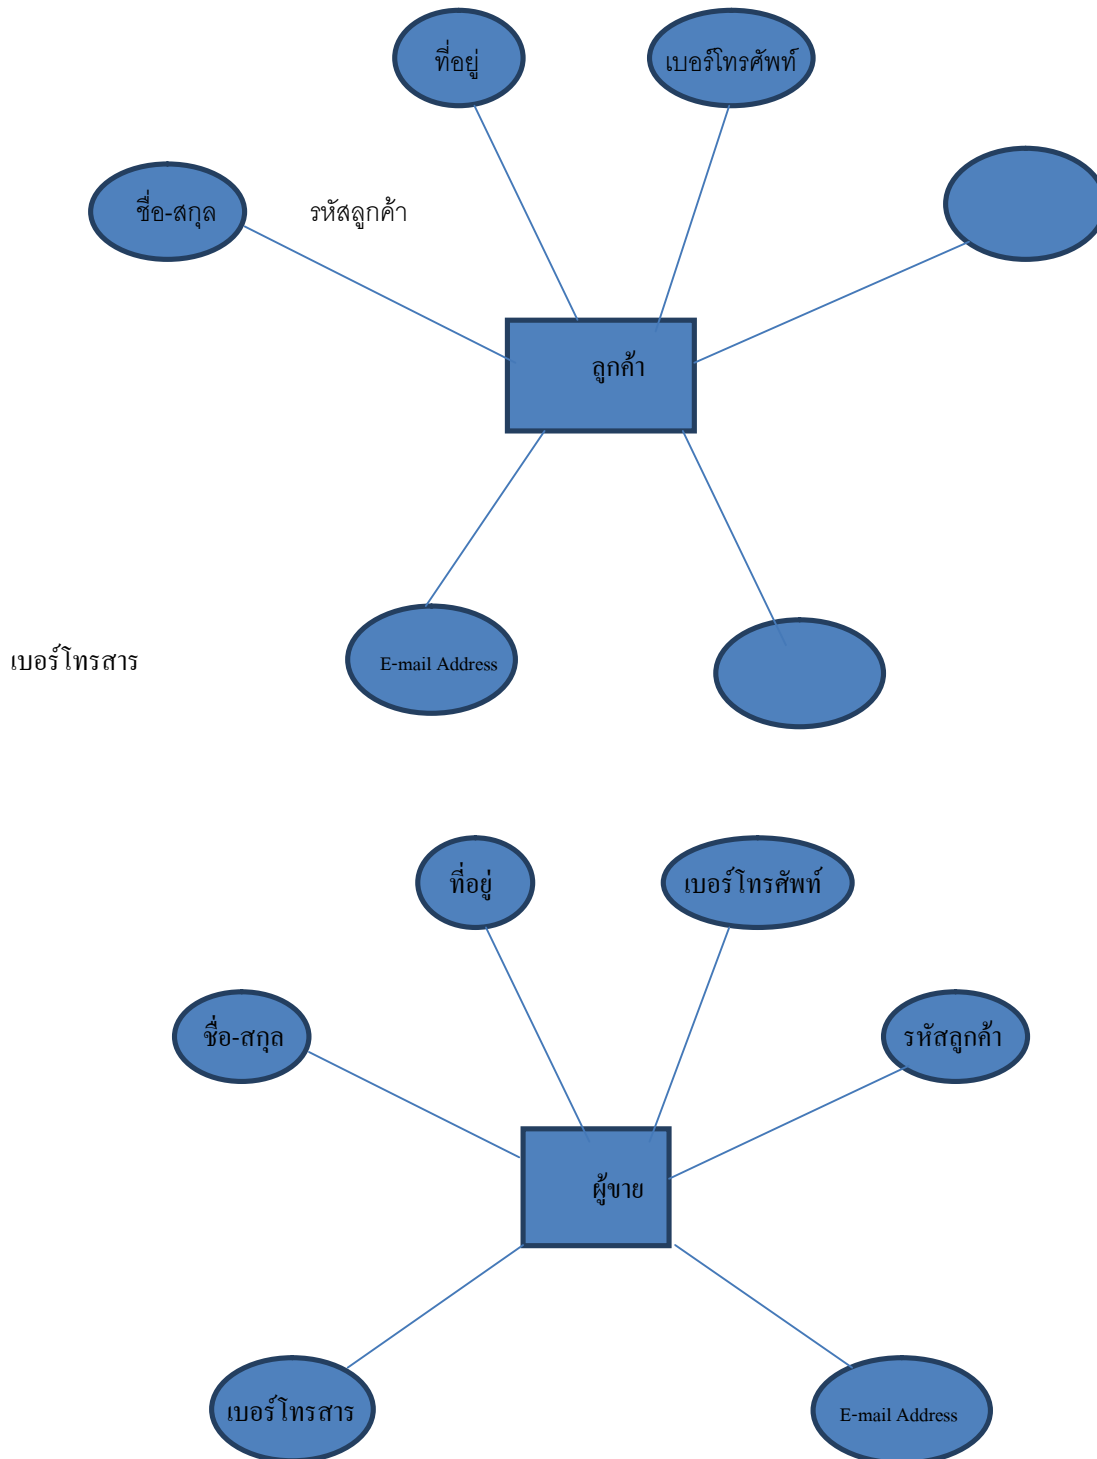 ที่อยู่
เบอร์โทรศัพท์
ชื่อ-สกุล
รหัสลูกค้า
ลูกค้า
เบอร์โทรสาร
E-mail Address
ที่อยู่
เบอร์โทรศัพท์
ชื่อ-สกุล
รหัสลูกค้า
ผู้ขาย
เบอร์โทรสาร
E-mail Address